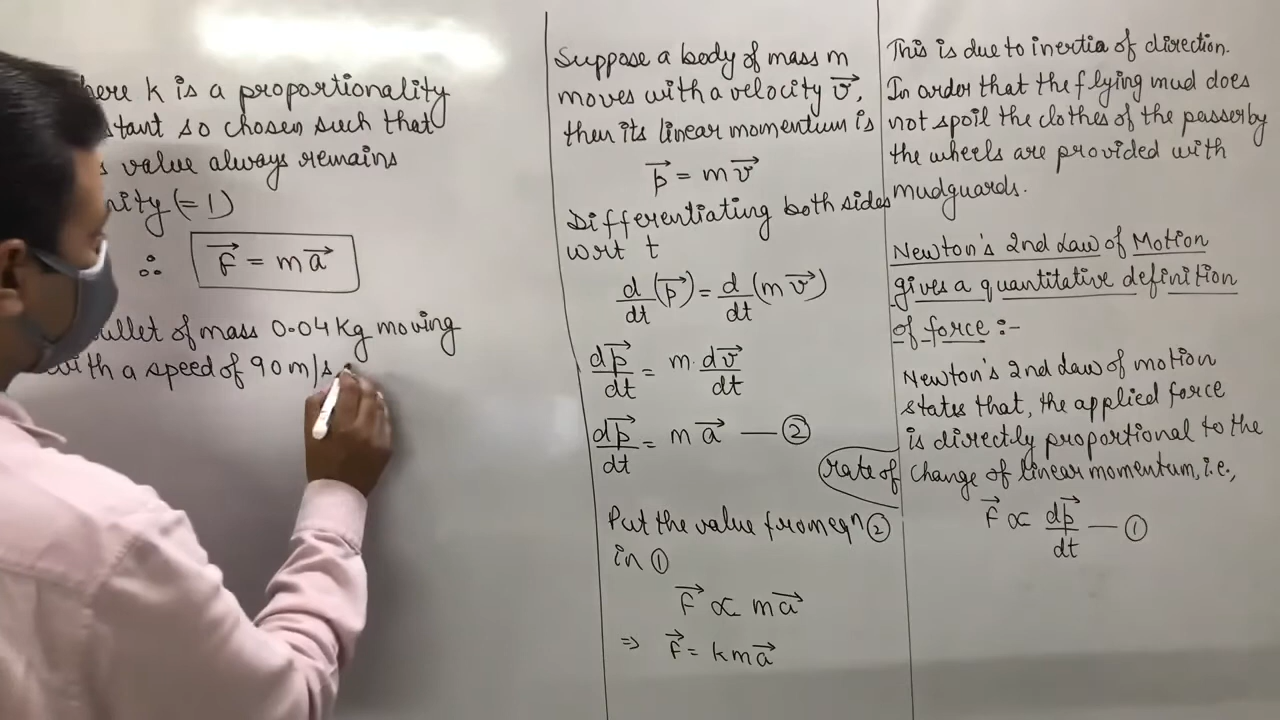 here k is a proportionality
stant so chosen such that
s value always remains
nity (= 1)
∴ F⃗ = ma⃗
ullet of mass 0.04 Kg moving
with a speed of 90 m/s
Suppose a body of mass m
moves with a velocity v⃗,
then its linear momentum is
p⃗ = mv⃗
Differentiating both sides
wrt t
d/dt (p⃗) = d/dt (mv⃗)
dp⃗/dt = m. dv⃗/dt
dp⃗/dt = ma⃗ — ②
Put the value from eqⁿ ②
in ①
F⃗ ∝ ma⃗
⇒ F⃗ = kma⃗
This is due to inertia of direction.
In order that the flying mud does
not spoil the clothes of the passerby
the wheels are provided with
mudguards.
Newton's 2nd Law of Motion
gives a quantitative definition
of force :-
Newton's 2nd Law of motion
states that, the applied force
is directly proportional to the
rate of change of linear momentum, i.e.,
F⃗ ∝ dp⃗/dt — ①